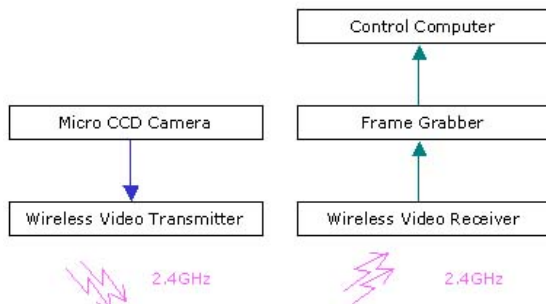 Control Computer
Micro CCD Camera
Frame Grabber
Wireless Video Transmitter
Wireless Video Receiver
2.4GHz
2.4GHz